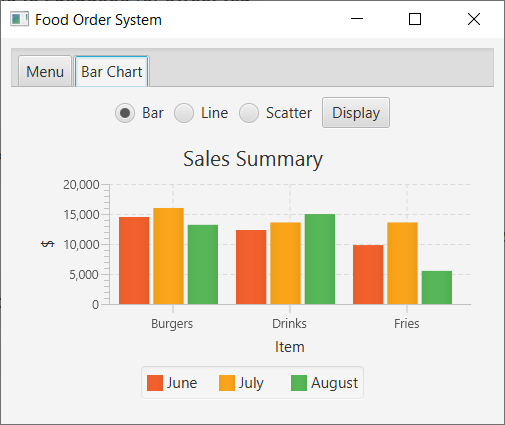 Food Order System
Menu Bar Chart
Bar Line Scatter Display
Sales Summary
20,000
15,000
10,000
5,000
0
$
Burgers Drinks Fries
Item
June July August